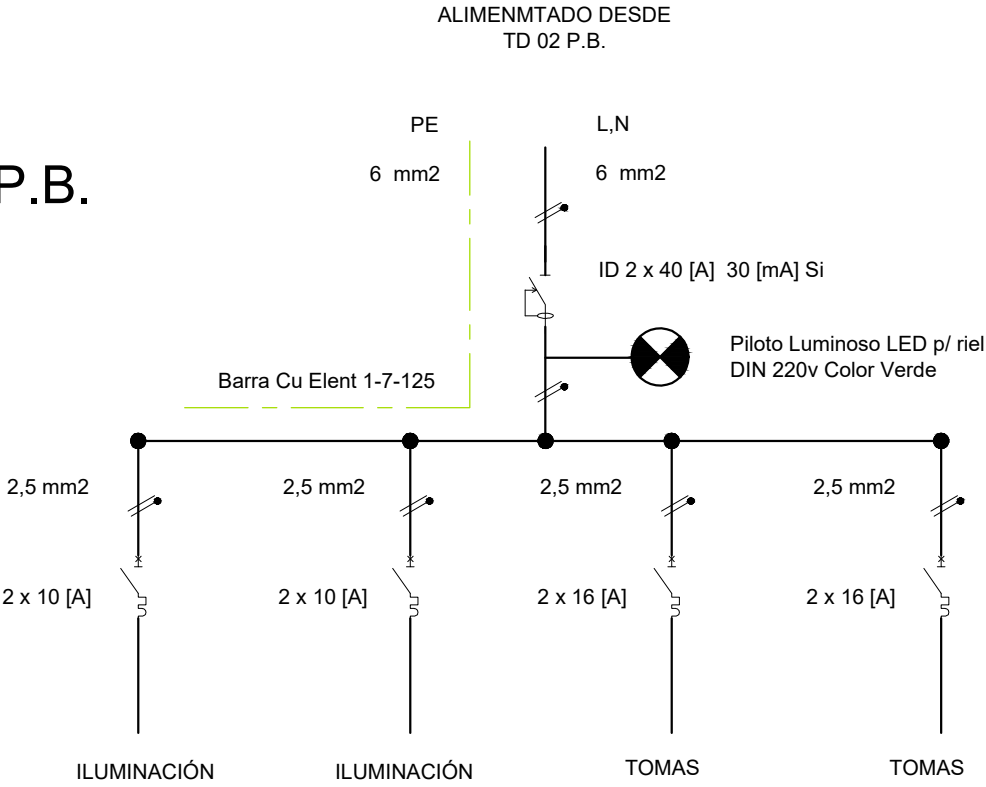 ALIMENMTADO DESDE
TD 02 P.B.
PE
L,N
P.B.
6 mm2
6 mm2
ID 2 x 40 [A] 30 [mA] Si
Piloto Luminoso LED p/ riel
DIN 220v Color Verde
Barra Cu Elent 1-7-125
2,5 mm2
2,5 mm2
2,5 mm2
2,5 mm2
2 x 10 [A]
2 x 10 [A]
2 x 16 [A]
2 x 16 [A]
ILUMINACIÓN
ILUMINACIÓN
TOMAS
TOMAS